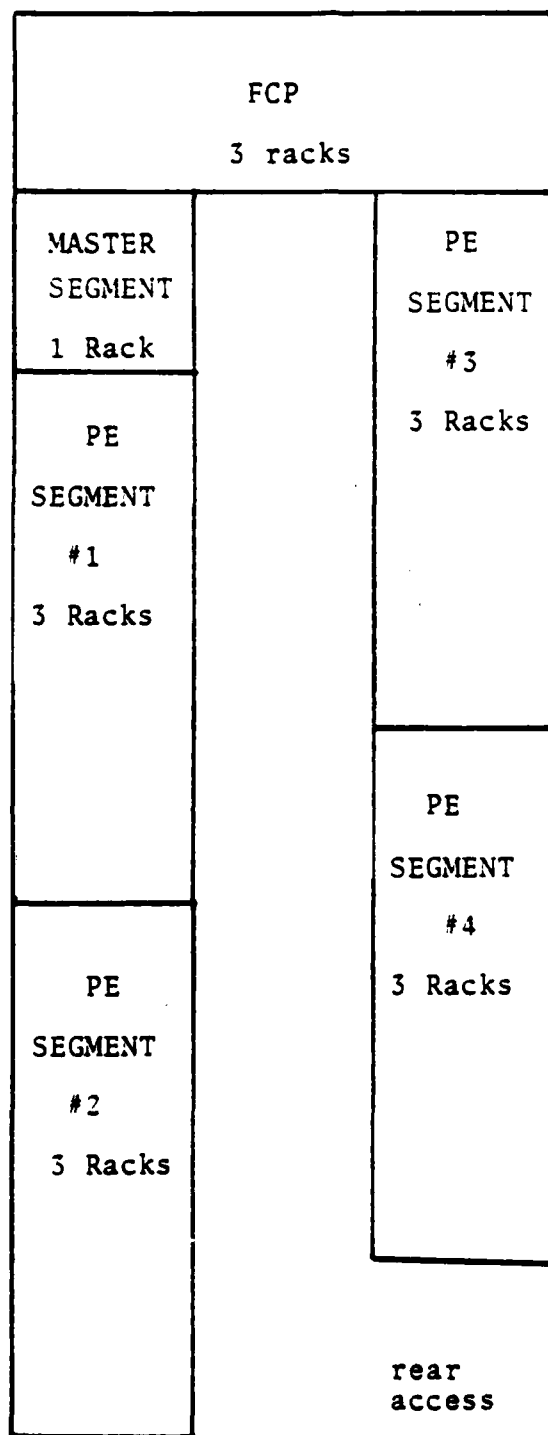 FCP
3 racks
MASTER
SEGMENT
1 Rack
PE
SEGMENT
#1
3 Racks
PE
SEGMENT
#2
3 Racks
PE
SEGMENT
#3
3 Racks
PE
SEGMENT
#4
3 Racks
rear
access